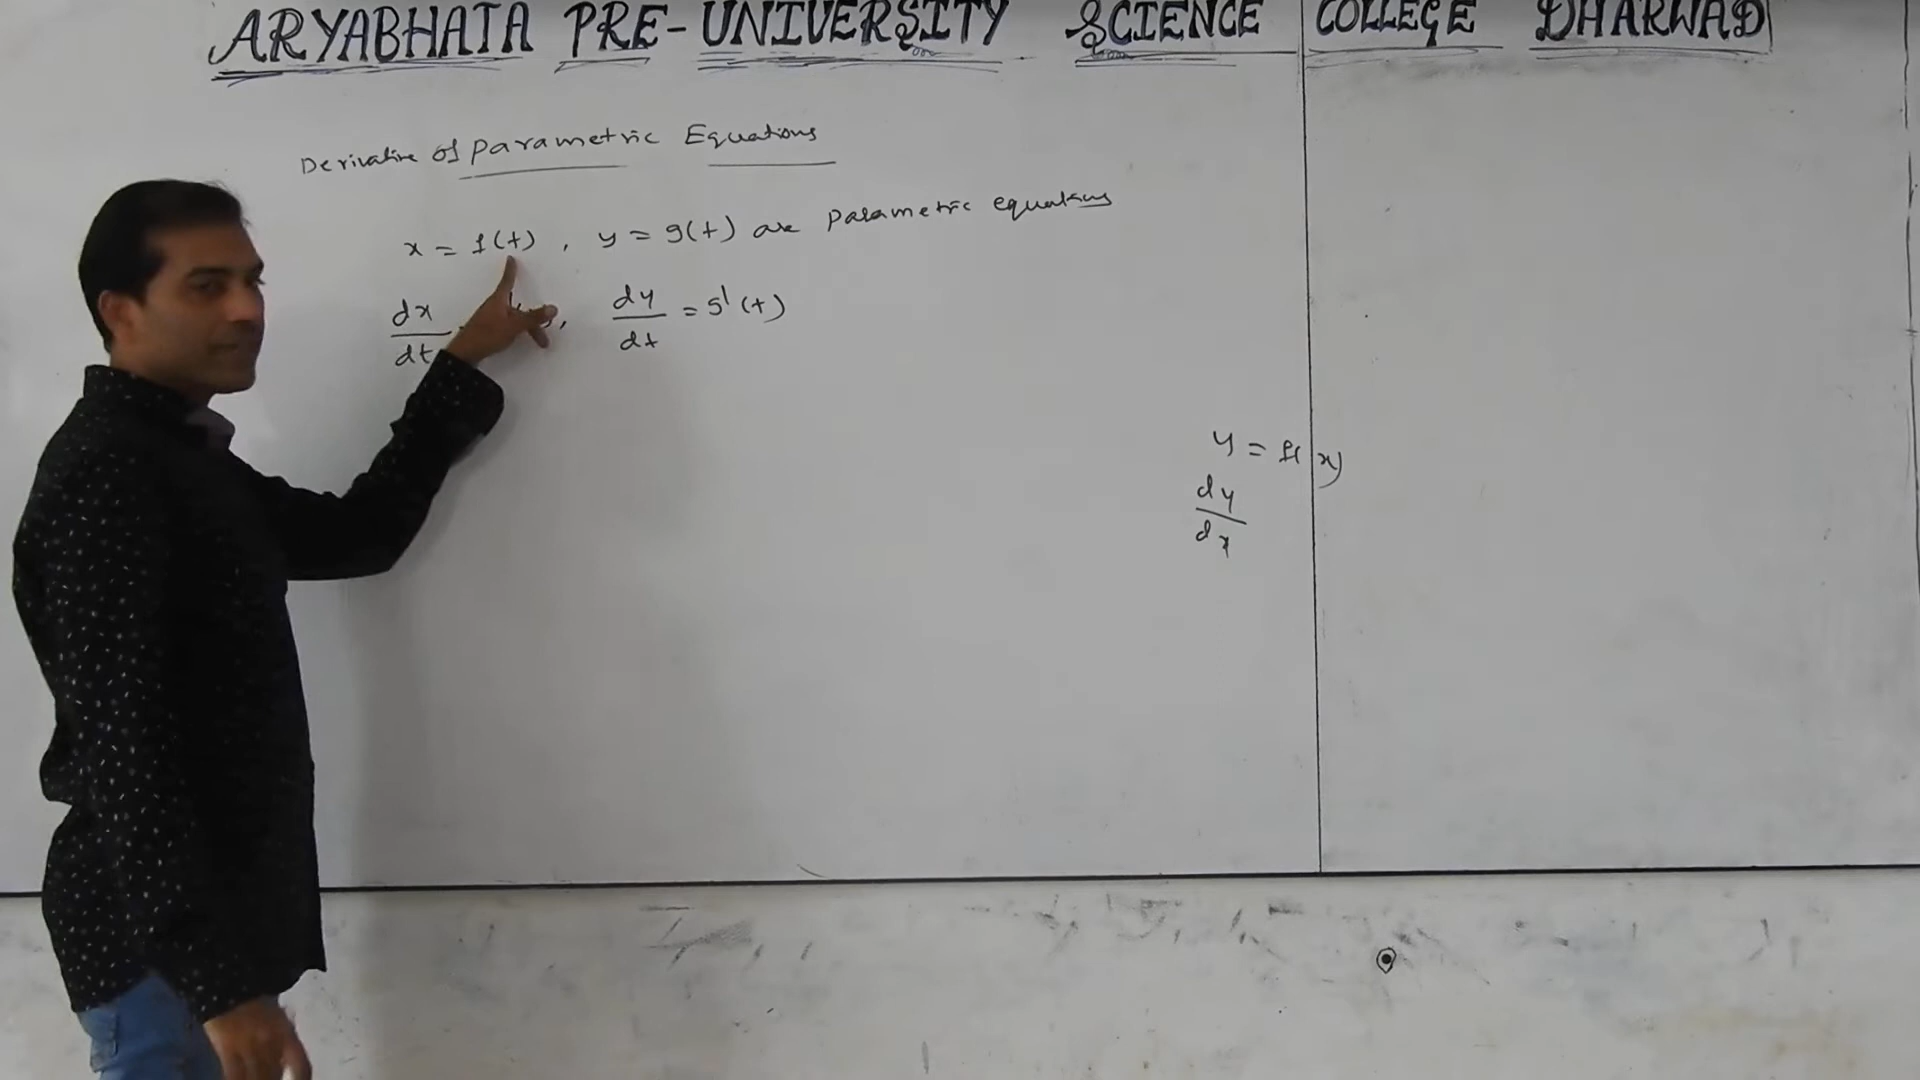 ARYABHATA PRE-UNIVERSITY SCIENCE COLLEGE DHARWAD
Derivative of Parametric Equations
x = f(t), y = g(t) are Parametric equations
dx/dt , dy/dt = g'(t)
y = f(x)
dy/dx